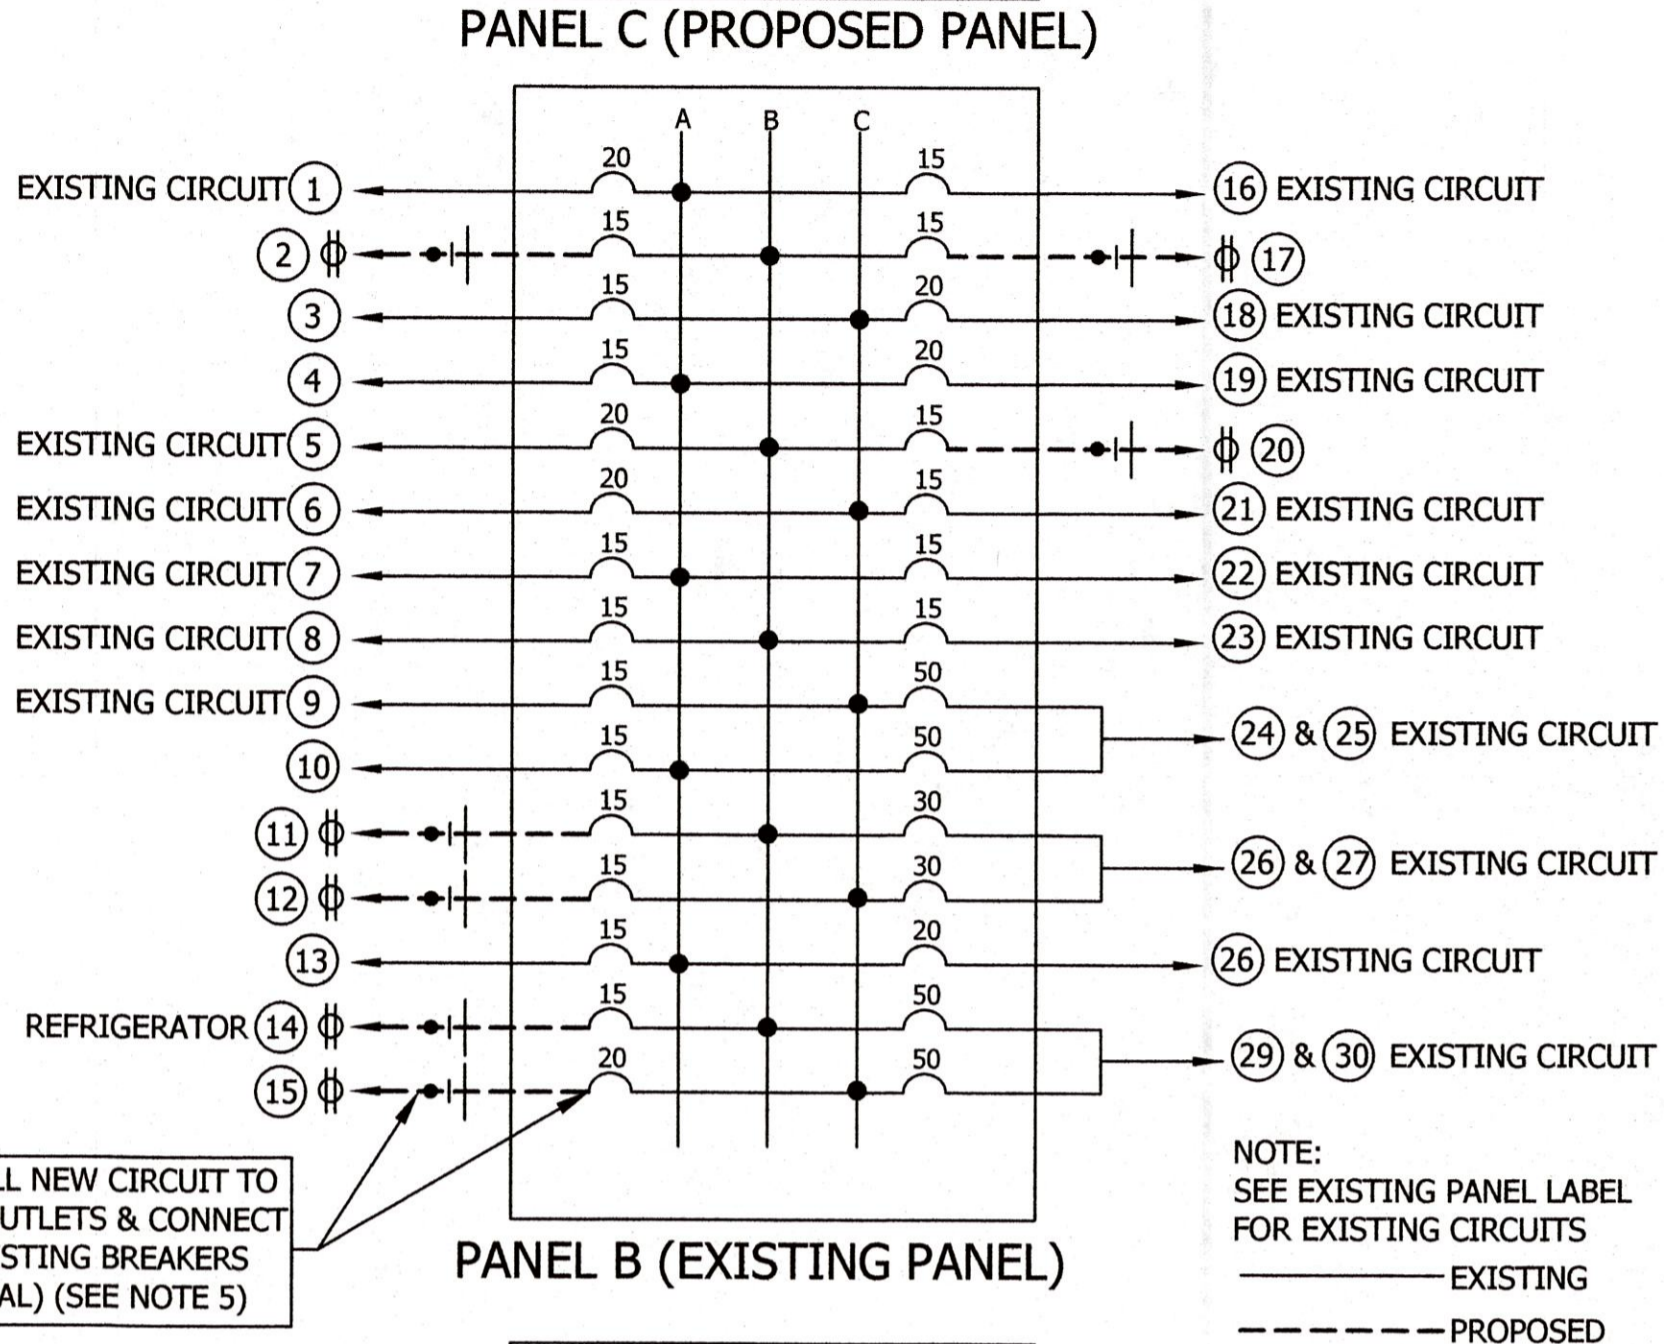 PANEL C (PROPOSED PANEL)
A B C
EXISTING CIRCUIT 1 20 15 16 EXISTING CIRCUIT
2 15 15 17
3 15 20 18 EXISTING CIRCUIT
4 15 20 19 EXISTING CIRCUIT
EXISTING CIRCUIT 5 20 15 20
EXISTING CIRCUIT 6 20 15 21 EXISTING CIRCUIT
EXISTING CIRCUIT 7 15 15 22 EXISTING CIRCUIT
EXISTING CIRCUIT 8 15 15 23 EXISTING CIRCUIT
EXISTING CIRCUIT 9 15 50
24 & 25 EXISTING CIRCUIT
10 15 50
11 15 30
26 & 27 EXISTING CIRCUIT
12 15 30
13 15 20 26 EXISTING CIRCUIT
REFRIGERATOR 14 15 50
29 & 30 EXISTING CIRCUIT
15 20 50
NEW CIRCUIT TO
& CONNECT
BREAKERS
(SEE NOTE 5)
PANEL B (EXISTING PANEL)
NOTE:
SEE EXISTING PANEL LABEL
FOR EXISTING CIRCUITS
EXISTING
PROPOSED